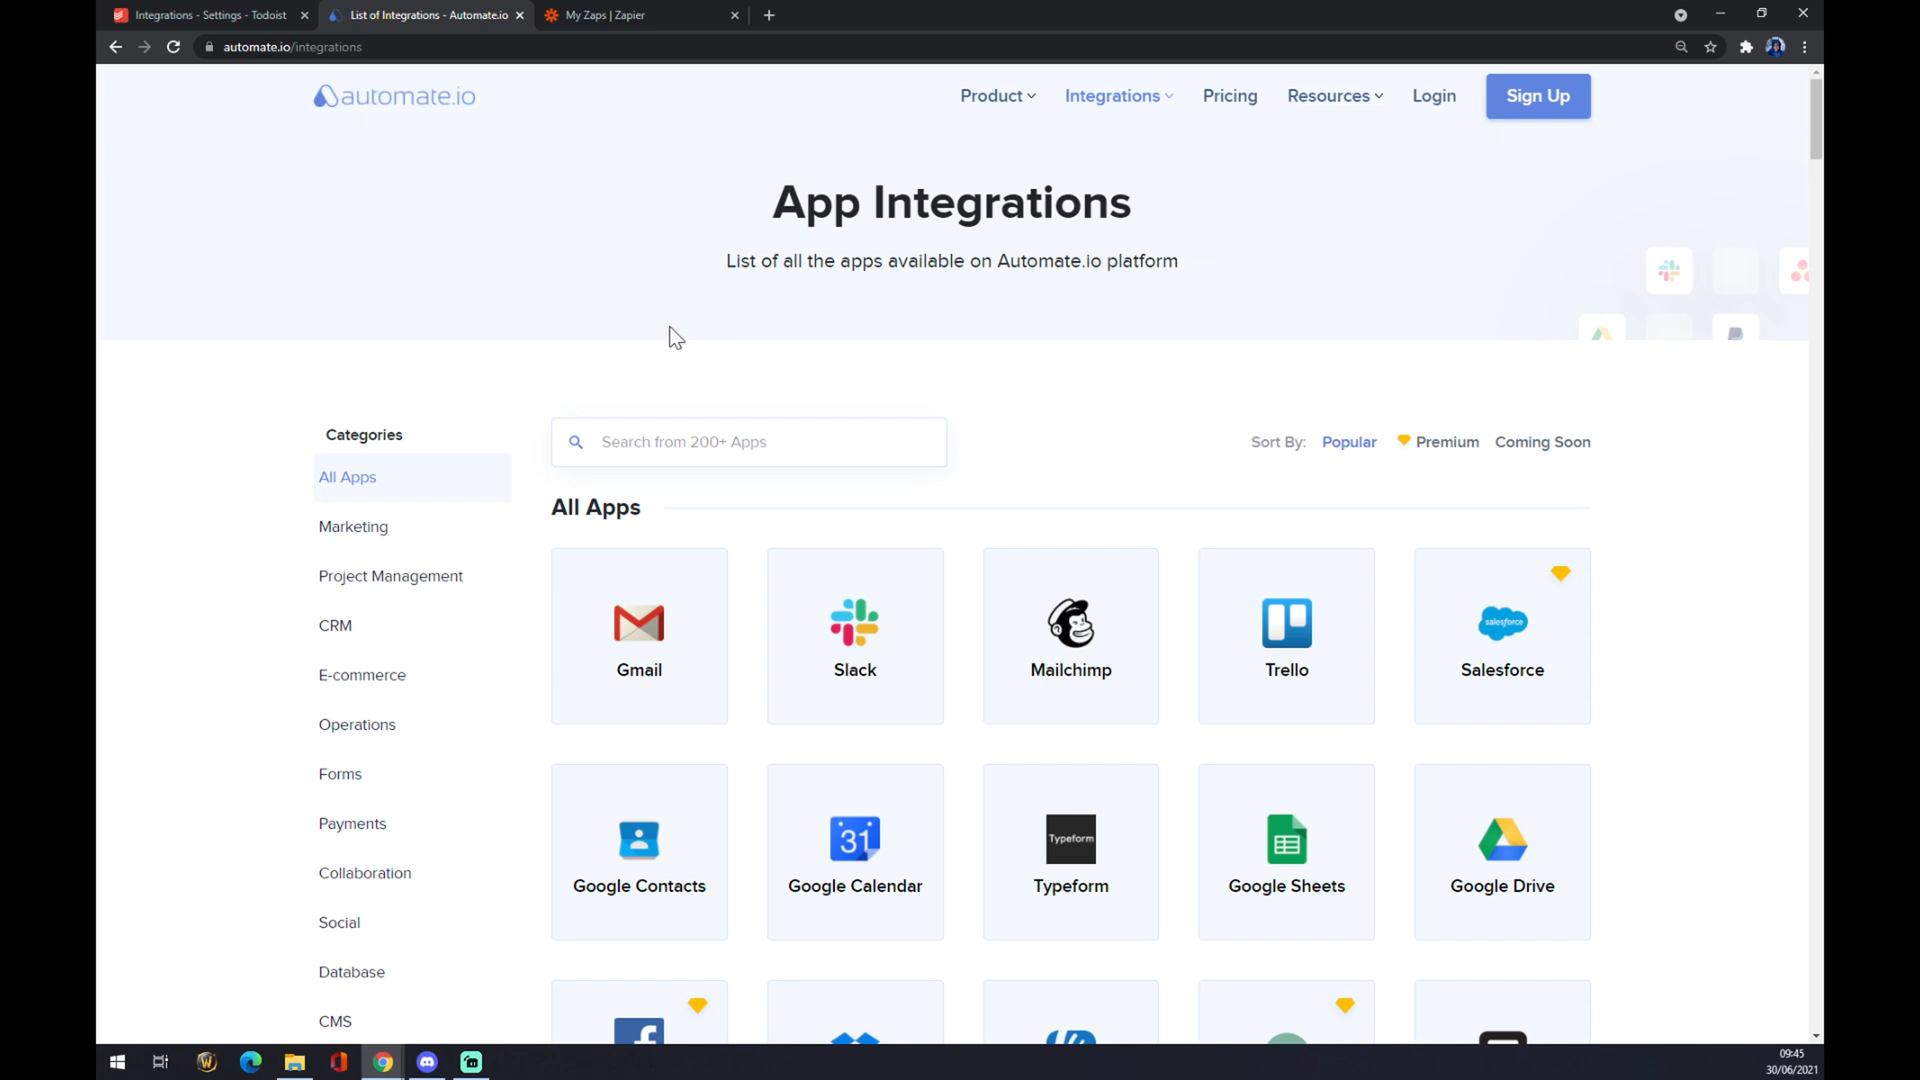 Integrations - Settings - Todoist
List of Integrations - Automate.io
My Zaps | Zapier
automate.io/integrations
automate.io
Product
Integrations
Pricing
Resources
Login
Sign Up
App Integrations
List of all the apps available on Automate.io platform
Categories
All Apps
Marketing
Project Management
CRM
E-commerce
Operations
Forms
Payments
Collaboration
Social
Database
CMS
Search from 200+ Apps
Sort By:
Popular
Premium
Coming Soon
All Apps
Gmail
Slack
Mailchimp
Trello
salesforce
Salesforce
Google Contacts
31
Google Calendar
Typeform
Typeform
Google Sheets
Google Drive
09:45
30/06/2021